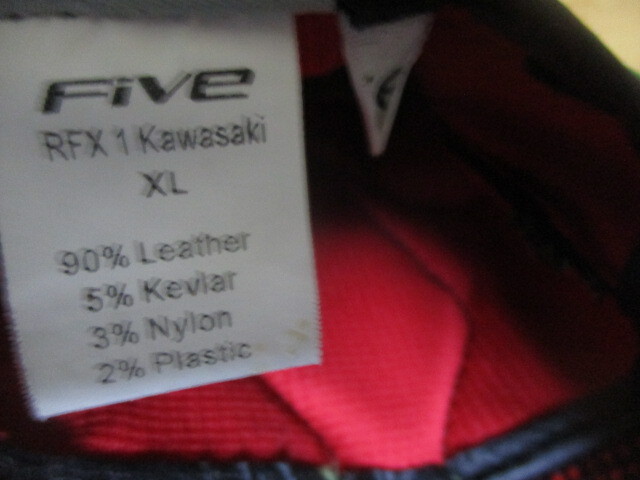 Five
RFX 1 Kawasaki
XL
90% Leather
5% Kevlar
3% Nylon
2% Plastic